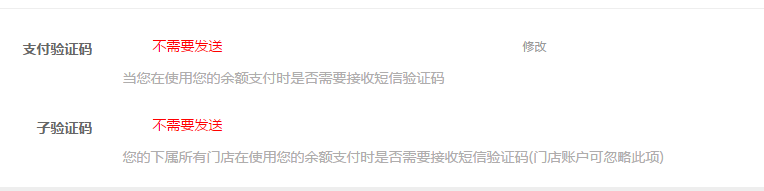 支付验证码 不需要发送 修改
当您在使用您的余额支付时是否需要接收短信验证码
子验证码 不需要发送
您的下属所有门店在使用您的余额支付时是否需要接收短信验证码(门店账户可忽略此项)